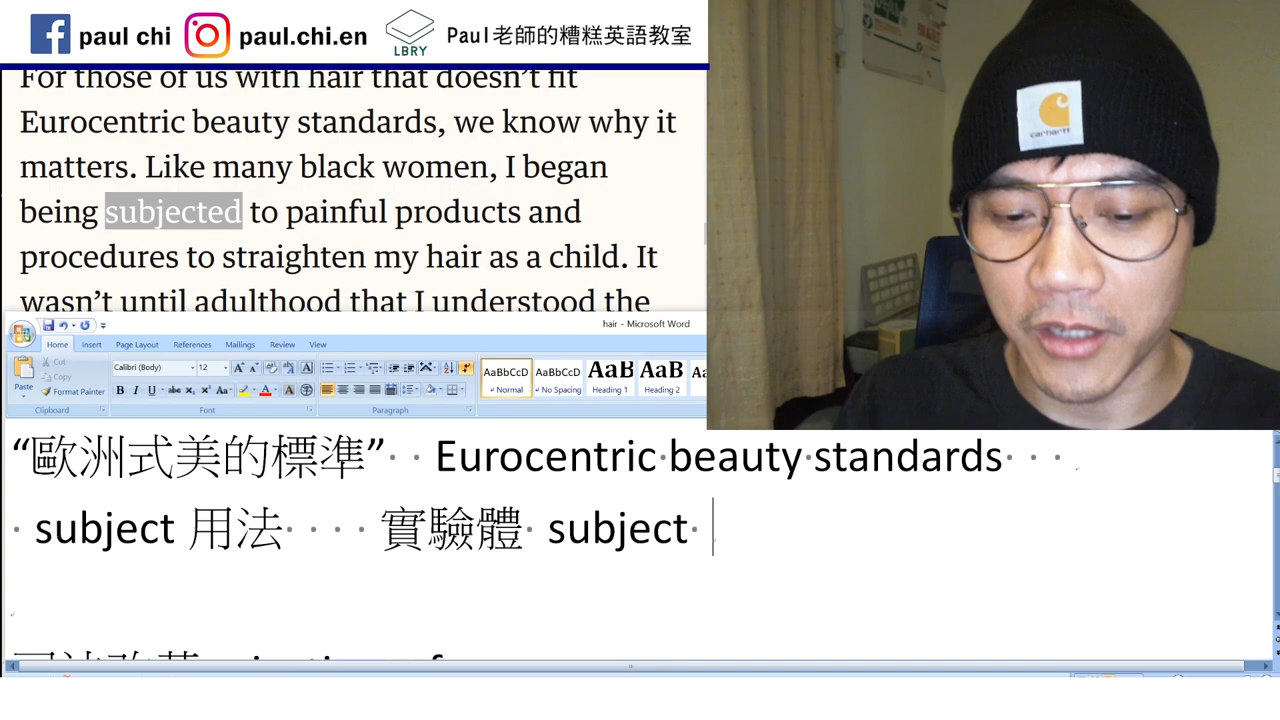 paul chi
paul.chi.en
LBRY
Paul老師的糟糕英語教室
For those of us with hair that doesn’t fit
Eurocentric beauty standards, we know why it
matters. Like many black women, I began
being subjected to painful products and
procedures to straighten my hair as a child. It
wasn’t until adulthood that I understood the
carhartt
hair - Microsoft Word
Home Insert Page Layout References Mailings Review View
Paste
Cut
Copy
Format Painter
Clipboard
Calibri (Body) 12
Font
Paragraph
AaBbCcD AaBbCcD AaB AaB
Normal No Spacing Heading 1 Heading 2
“歐洲式美的標準” Eurocentric beauty standards
subject 用法 實驗體 subject